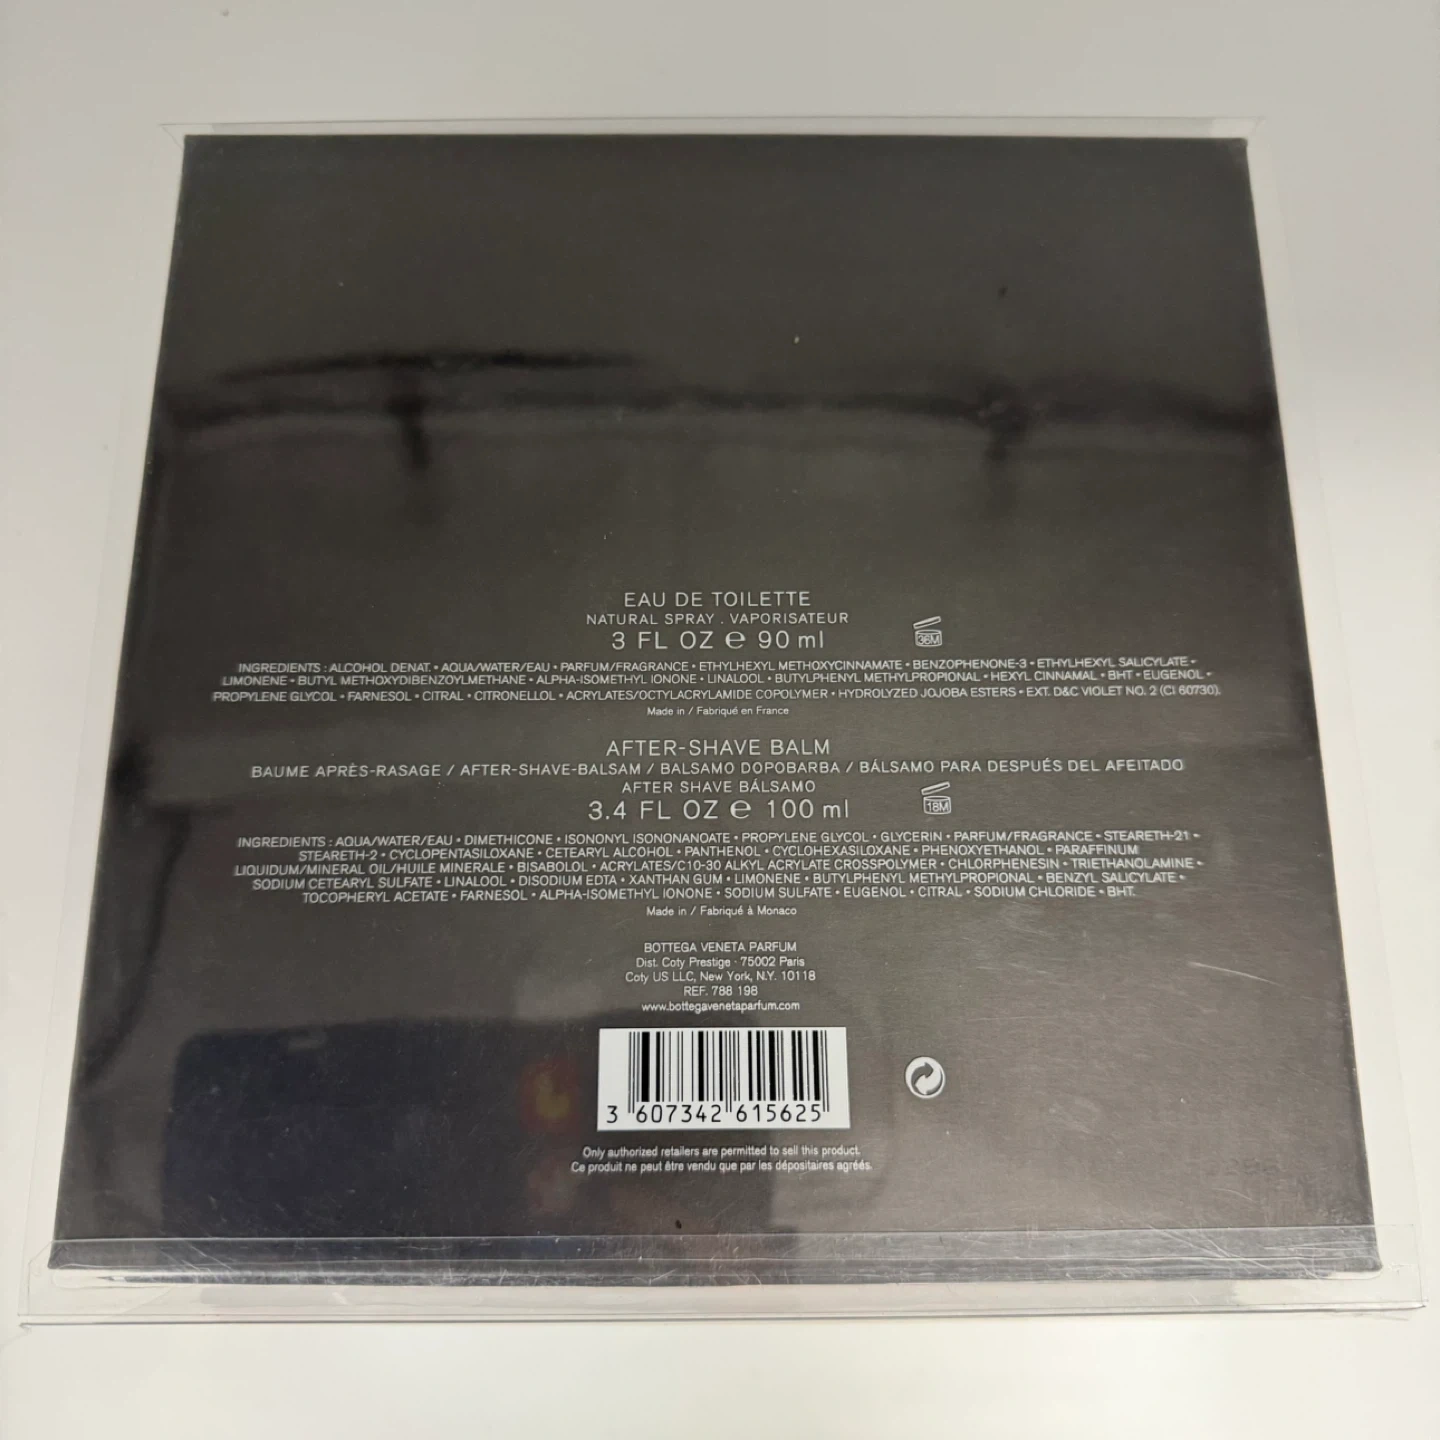 EAU DE TOILETTE
NATURAL SPRAY . VAPORISATEUR
3 FL OZ ℮ 90 ml
36M
INGREDIENTS : ALCOHOL DENAT. • AQUA/WATER/EAU • PARFUM/FRAGRANCE • ETHYLHEXYL METHOXYCINNAMATE • BENZOPHENONE-3 • ETHYLHEXYL SALICYLATE •
LIMONENE • BUTYL METHOXYDIBENZOYLMETHANE • ALPHA-ISOMETHYL IONONE • LINALOOL • BUTYLPHENYL METHYLPROPIONAL • HEXYL CINNAMAL • BHT • EUGENOL •
PROPYLENE GLYCOL • FARNESOL • CITRAL • CITRONELLOL • ACRYLATES/OCTYLACRYLAMIDE COPOLYMER • HYDROLYZED JOJOBA ESTERS • EXT. D&C VIOLET NO. 2 (CI 60730).
Made in / Fabriqué en France
AFTER-SHAVE BALM
BAUME APRÈS-RASAGE / AFTER-SHAVE-BALSAM / BALSAMO DOPOBARBA / BÁLSAMO PARA DESPUÉS DEL AFEITADO
AFTER SHAVE BÁLSAMO
3.4 FL OZ ℮ 100 ml
18M
INGREDIENTS : AQUA/WATER/EAU • DIMETHICONE • ISONONYL ISONONANOATE • PROPYLENE GLYCOL • GLYCERIN • PARFUM/FRAGRANCE • STEARETH-21 •
STEARETH-2 • CYCLOPENTASILOXANE • CETEARYL ALCOHOL • PANTHENOL • CYCLOHEXASILOXANE • PHENOXYETHANOL • PARAFFINUM
LIQUIDUM/MINERAL OIL/HUILE MINERALE • BISABOLOL • ACRYLATES/C10-30 ALKYL ACRYLATE CROSSPOLYMER • CHLORPHENESIN • TRIETHANOLAMINE •
SODIUM CETEARYL SULFATE • LINALOOL • DISODIUM EDTA • XANTHAN GUM • LIMONENE • BUTYLPHENYL METHYLPROPIONAL • BENZYL SALICYLATE •
TOCOPHERYL ACETATE • FARNESOL • ALPHA-ISOMETHYL IONONE • SODIUM SULFATE • EUGENOL • CITRAL • SODIUM CHLORIDE • BHT.
Made in / Fabriqué à Monaco
BOTTEGA VENETA PARFUM
Dist. Coty Prestige · 75002 Paris
Coty US LLC, New York, N.Y. 10118
REF. 788 198
www.bottegavenetaparfum.com
3 607342 615625
Only authorized retailers are permitted to sell this product.
Ce produit ne peut être vendu que par les dépositaires agréés.